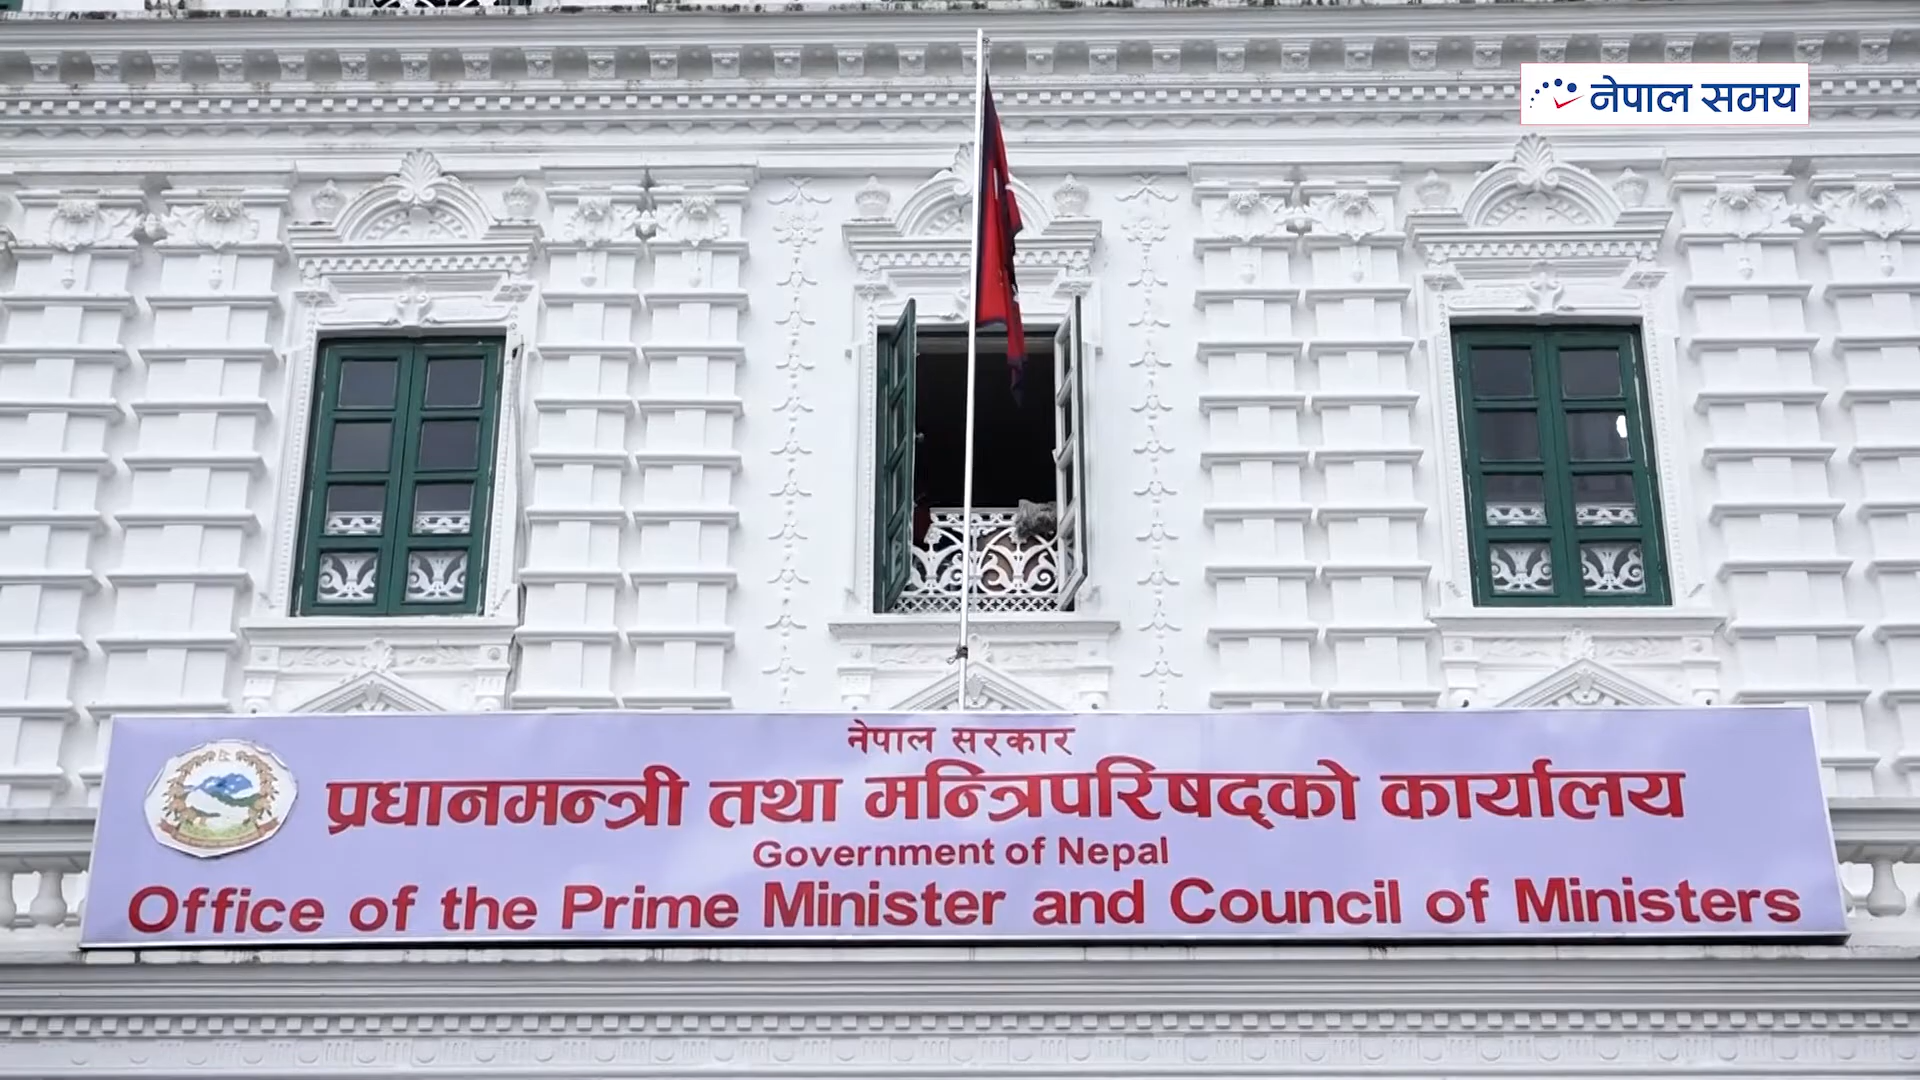 नेपाल समय
नेपाल सरकार
प्रधानमन्त्री तथा मन्त्रिपरिषद्को कार्यालय
Government of Nepal
Office of the Prime Minister and Council of Ministers